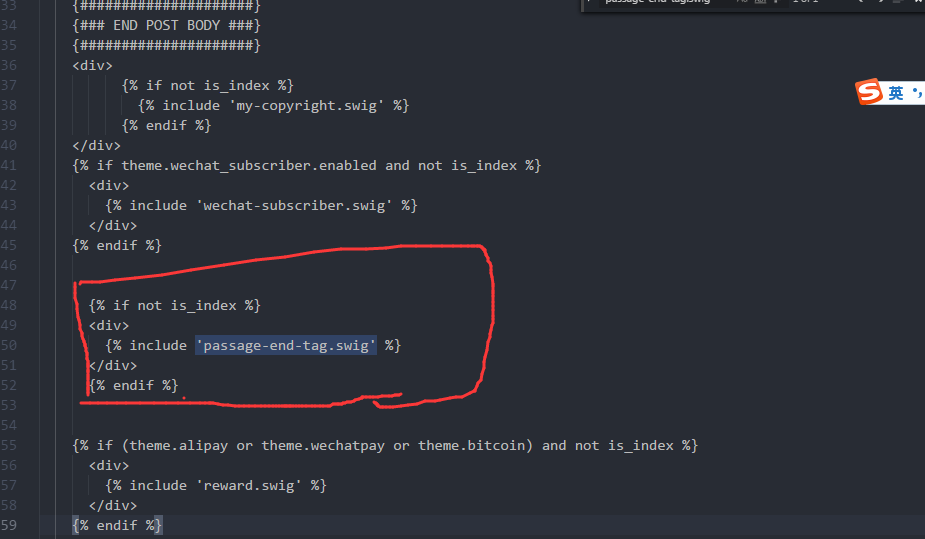 passage-end-tagiswig
1 of 1
33 {#####################}
34 {### END POST BODY ###}
35 {#####################}
36 <div>
37 {% if not is_index %}
38 {% include 'my-copyright.swig' %}
39 {% endif %}
40 </div>
41 {% if theme.wechat_subscriber.enabled and not is_index %}
42 <div>
43 {% include 'wechat-subscriber.swig' %}
44 </div>
45 {% endif %}
46
47
48 {% if not is_index %}
49 <div>
50 {% include 'passage-end-tag.swig' %}
51 </div>
52 {% endif %}
53
54
55 {% if (theme.alipay or theme.wechatpay or theme.bitcoin) and not is_index %}
56 <div>
57 {% include 'reward.swig' %}
58 </div>
59 {% endif %}
S 英